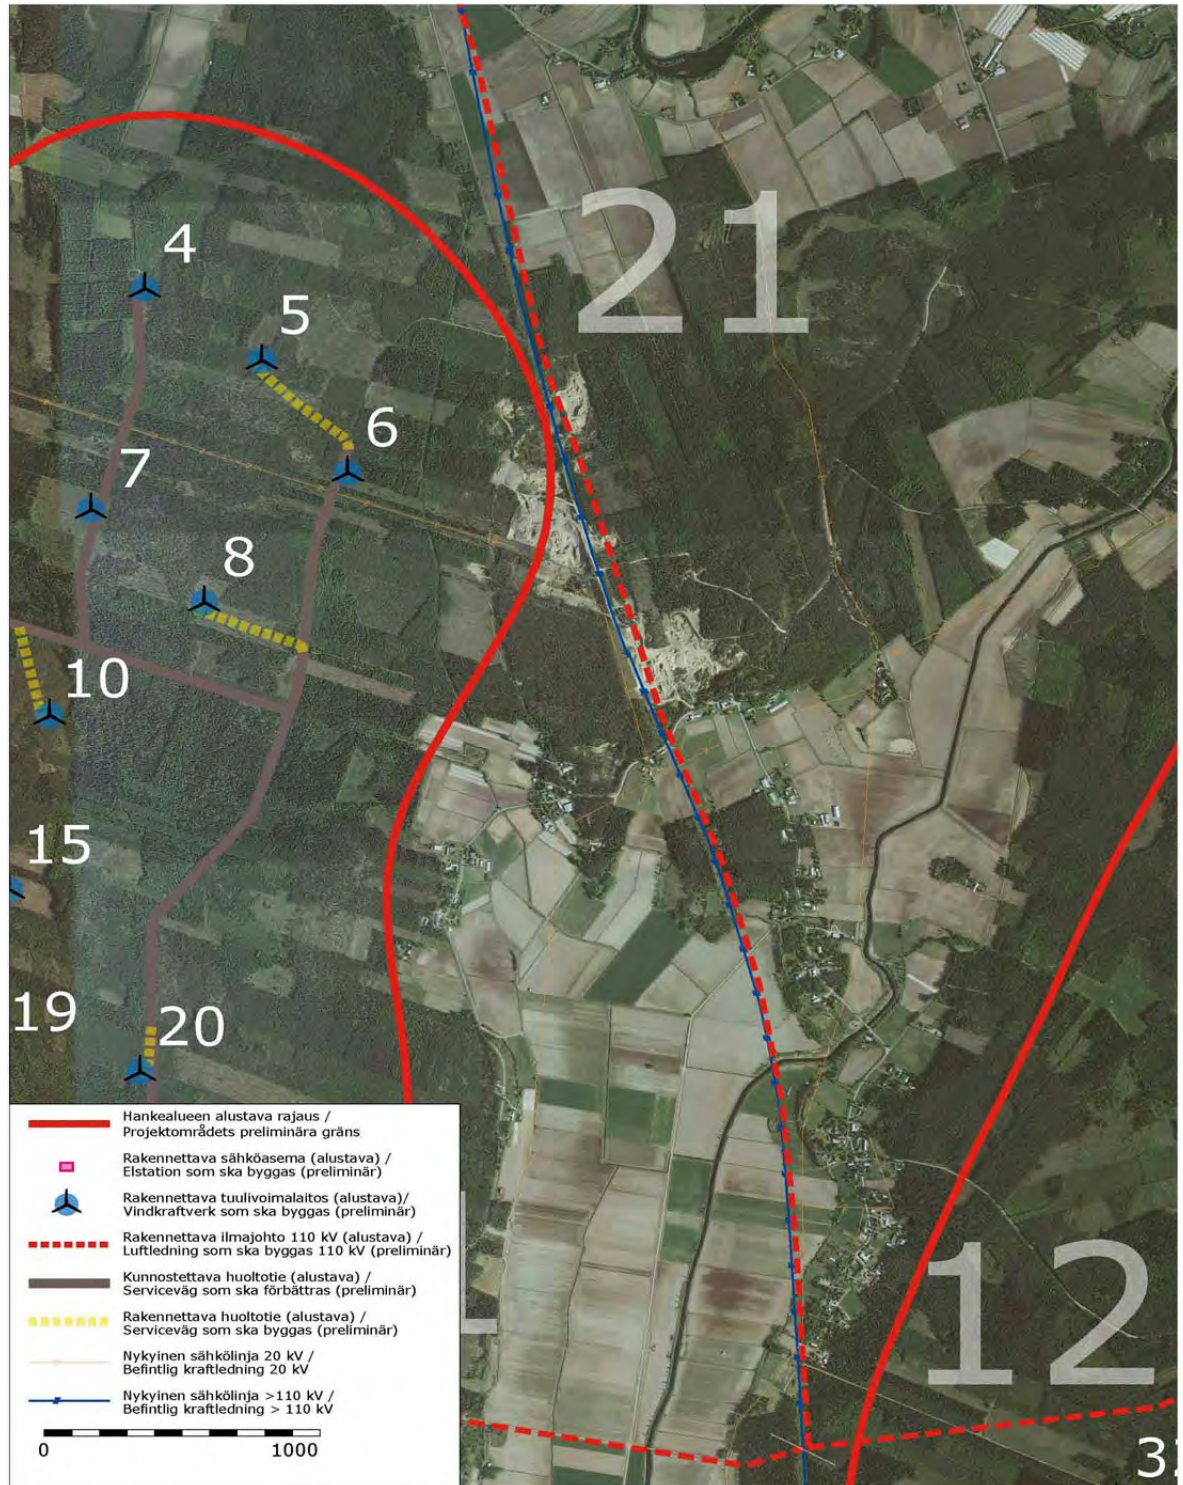 21
4
5
6
7
8
10
15
19
20
12
Hankealueen alustava rajaus /
Projektområdets preliminära gräns
Rakennettava sähköasema (alustava) /
Elstation som ska byggas (preliminär)
Rakennettava tuulivoimalaitos (alustava)/
Vindkraftverk som ska byggas (preliminär)
Rakennettava ilmajohto 110 kV (alustava) /
Luftledning som ska byggas 110 kV (preliminär)
Kunnostettava huoltotie (alustava) /
Serviceväg som ska förbättras (preliminär)
Rakennettava huoltotie (alustava) /
Serviceväg som ska byggas (preliminär)
Nykyinen sähkölinja 20 kV /
Befintlig kraftledning 20 kV
Nykyinen sähkölinja >110 kV /
Befintlig kraftledning > 110 kV
0 1000